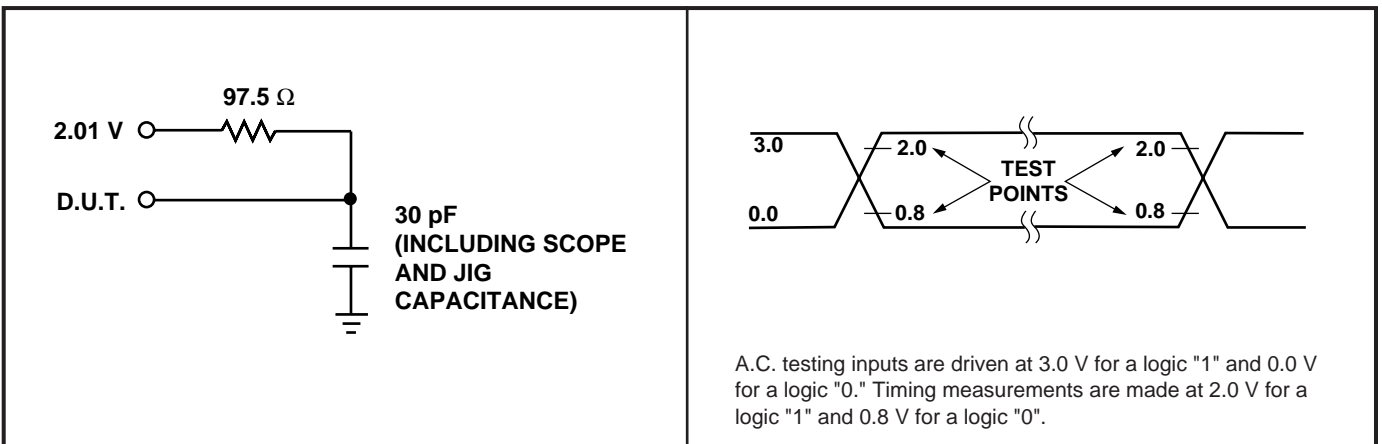 97.5 Ω
2.01 V
D.U.T.
30 pF
(INCLUDING SCOPE
AND JIG
CAPACITANCE)
3.0
2.0
TEST
POINTS
2.0
0.0
0.8
0.8
A.C. testing inputs are driven at 3.0 V for a logic "1" and 0.0 V
for a logic "0." Timing measurements are made at 2.0 V for a
logic "1" and 0.8 V for a logic "0".